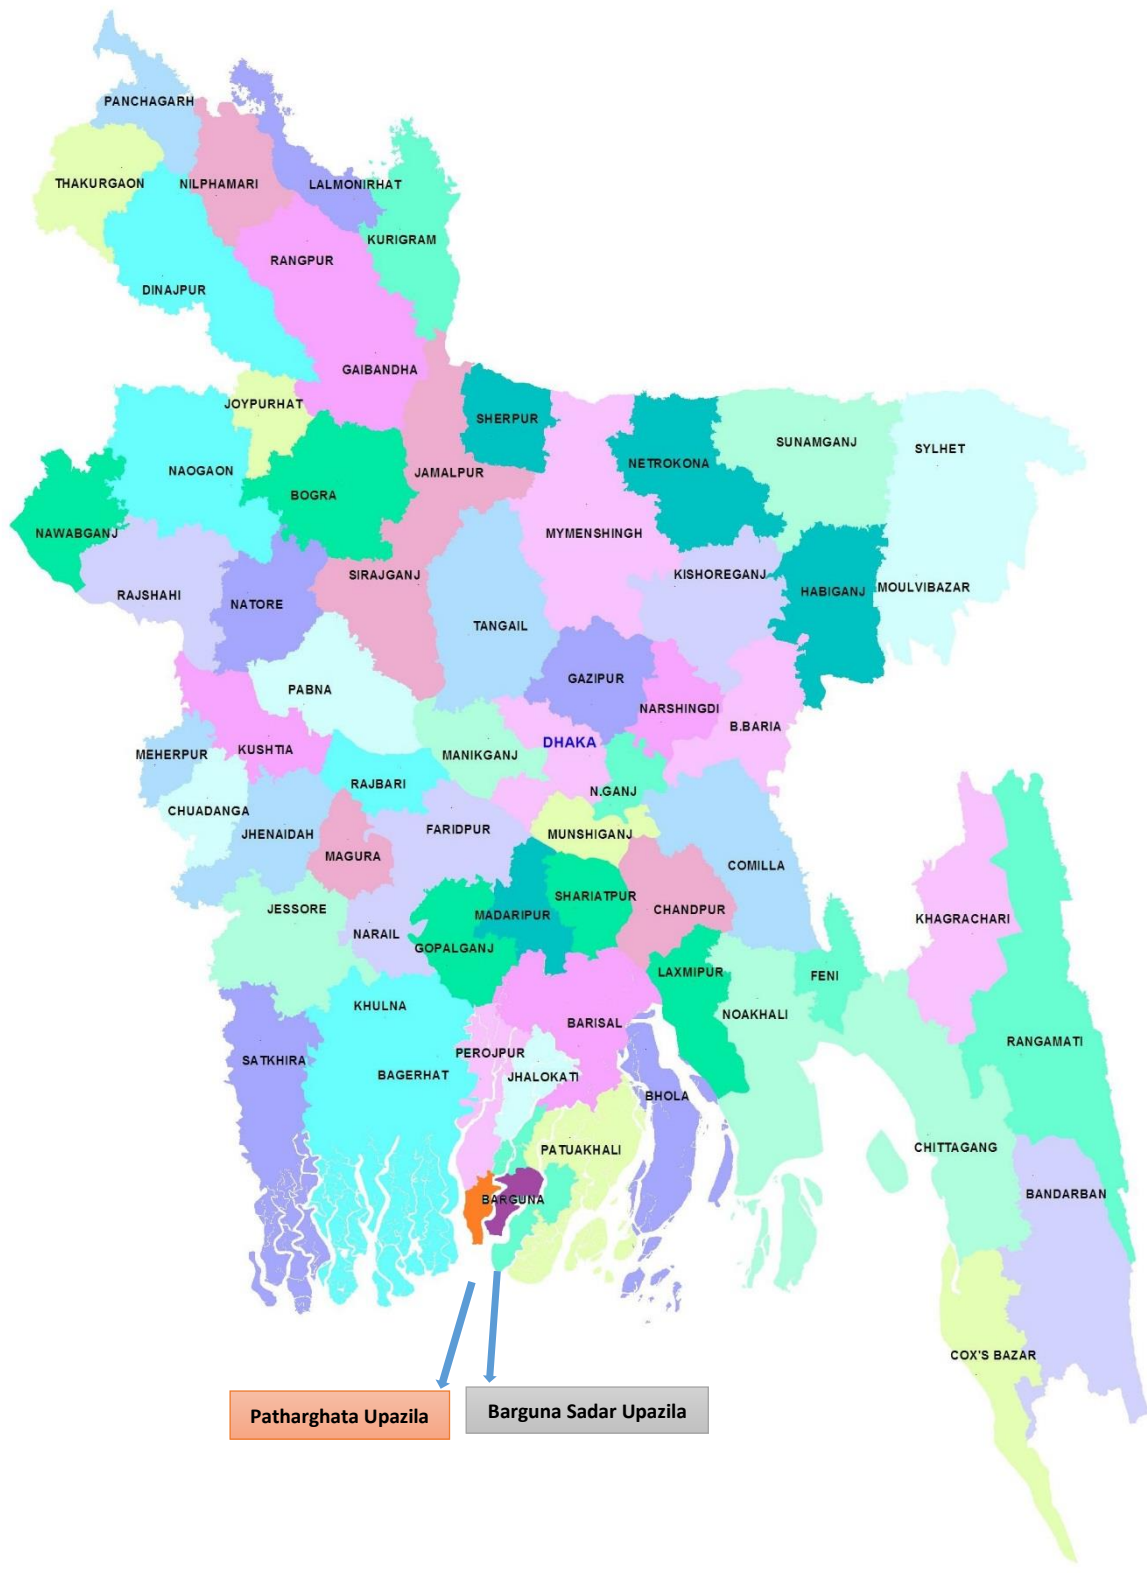 PANCHAGARH
THAKURGAON
NILPHAMARI
LALMONIRHAT
KURIGRAM
RANGPUR
DINAJPUR
GAIBANDHA
JOYPURHAT
SHERPUR
NETROKONA
SUNAMGANJ
SYLHET
NAOGAON
BOGRA
JAMALPUR
NAWABGANJ
MYMENSHINGH
RAJSHAHI
NATORE
SIRAJGANJ
KISHOREGANJ
HABIGANJ
MOULVIBAZAR
TANGAIL
PABNA
GAZIPUR
NARSHINGDI
B.BARIA
MEHERPUR
KUSHTIA
MANIKGANJ
DHAKA
RAJBARI
N.GANJ
CHUADANGA
JHENAIDAH
MAGURA
FARIDPUR
MUNSHIGANJ
COMILLA
JESSORE
NARAIL
GOPALGANJ
MADARIPUR
SHARIATPUR
CHANDPUR
KHAGRACHARI
KHULNA
LAXMIPUR
FENI
NOAKHALI
BARISAL
RANGAMATI
SATKHIRA
BAGERHAT
PEROJPUR
JHALOKATI
BHOLA
PATUAKHALI
CHITTAGANG
BARGUNA
BANDARBAN
COX'S BAZAR
Patharghata Upazila
Barguna Sadar Upazila